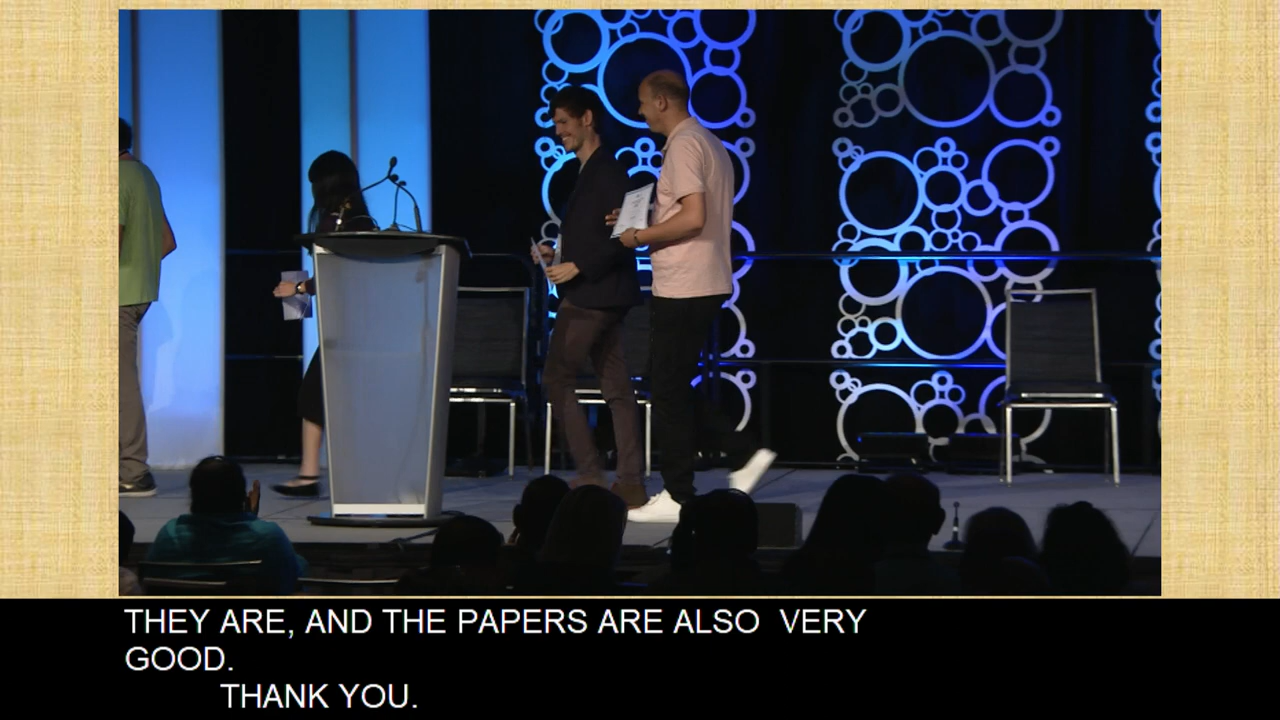 THEY ARE, AND THE PAPERS ARE ALSO  VERY
GOOD.
THANK YOU.